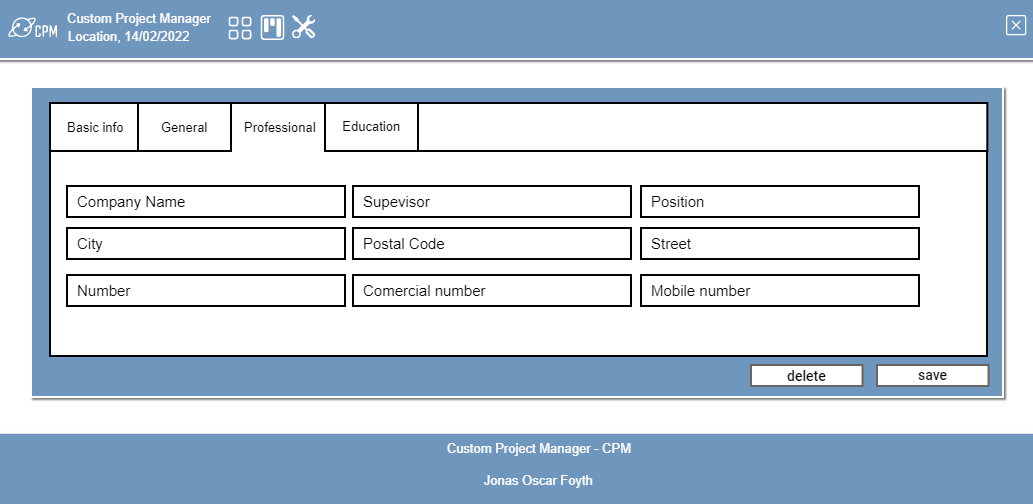 CPM
Custom Project Manager
Location, 14/02/2022
Basic info
General
Professional
Education
Company Name
Supevisor
Position
City
Postal Code
Street
Number
Comercial number
Mobile number
delete
save
Custom Project Manager - CPM
Jonas Oscar Foyth